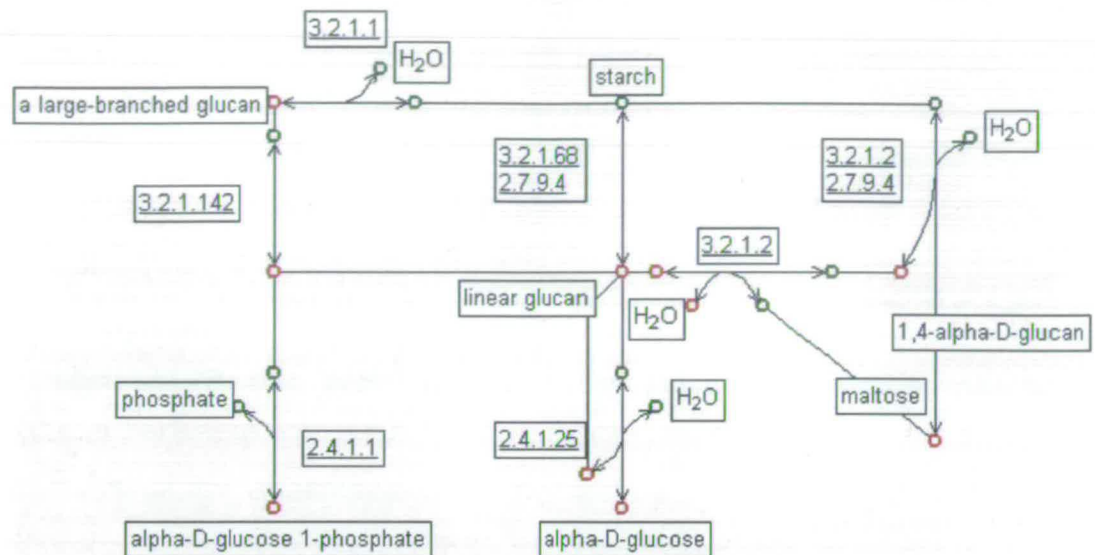 3.2.1.1
H₂O
a large-branched glucan
starch
H₂O
3.2.1.68
2.7.9.4
3.2.1.2
2.7.9.4
3.2.1.142
3.2.1.2
linear glucan
H₂O
1,4-alpha-D-glucan
phosphate
H₂O
maltose
2.4.1.1
2.4.1.25
alpha-D-glucose 1-phosphate
alpha-D-glucose